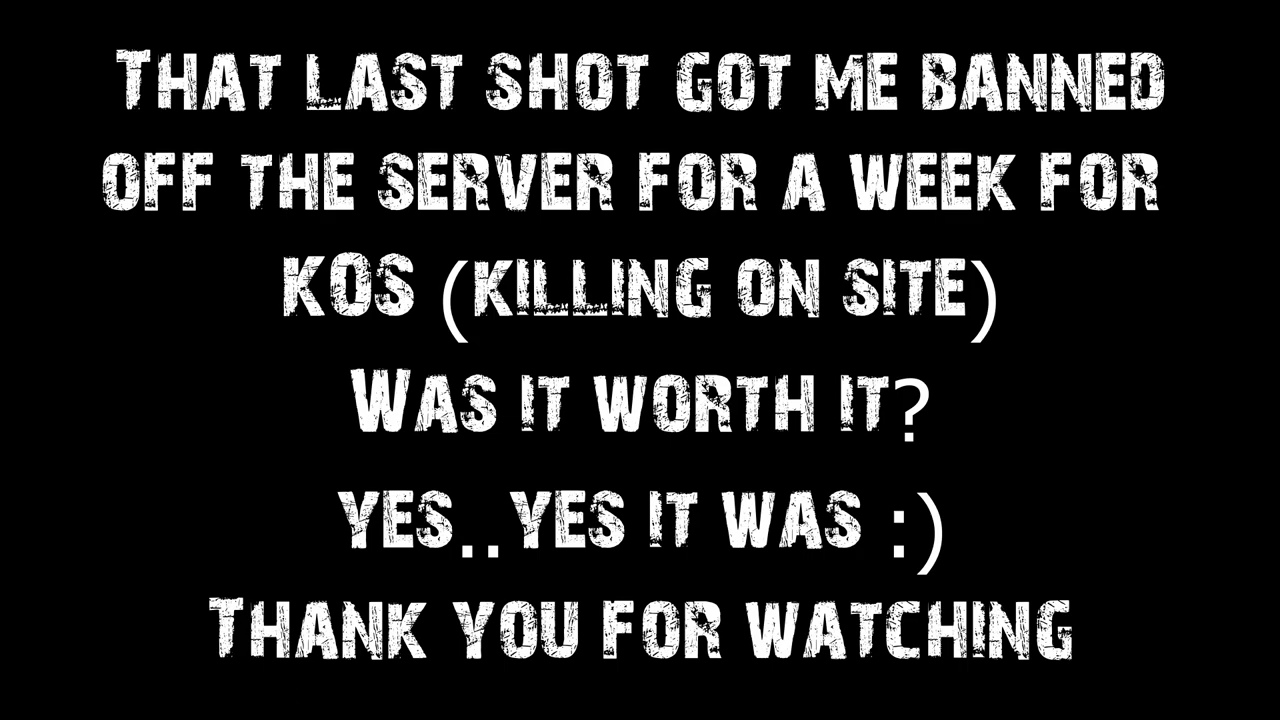 That last shot got me banned
off the server for a week for
KOS (killing on site)
Was it worth it?
yes..yes it was :)
Thank you for watching